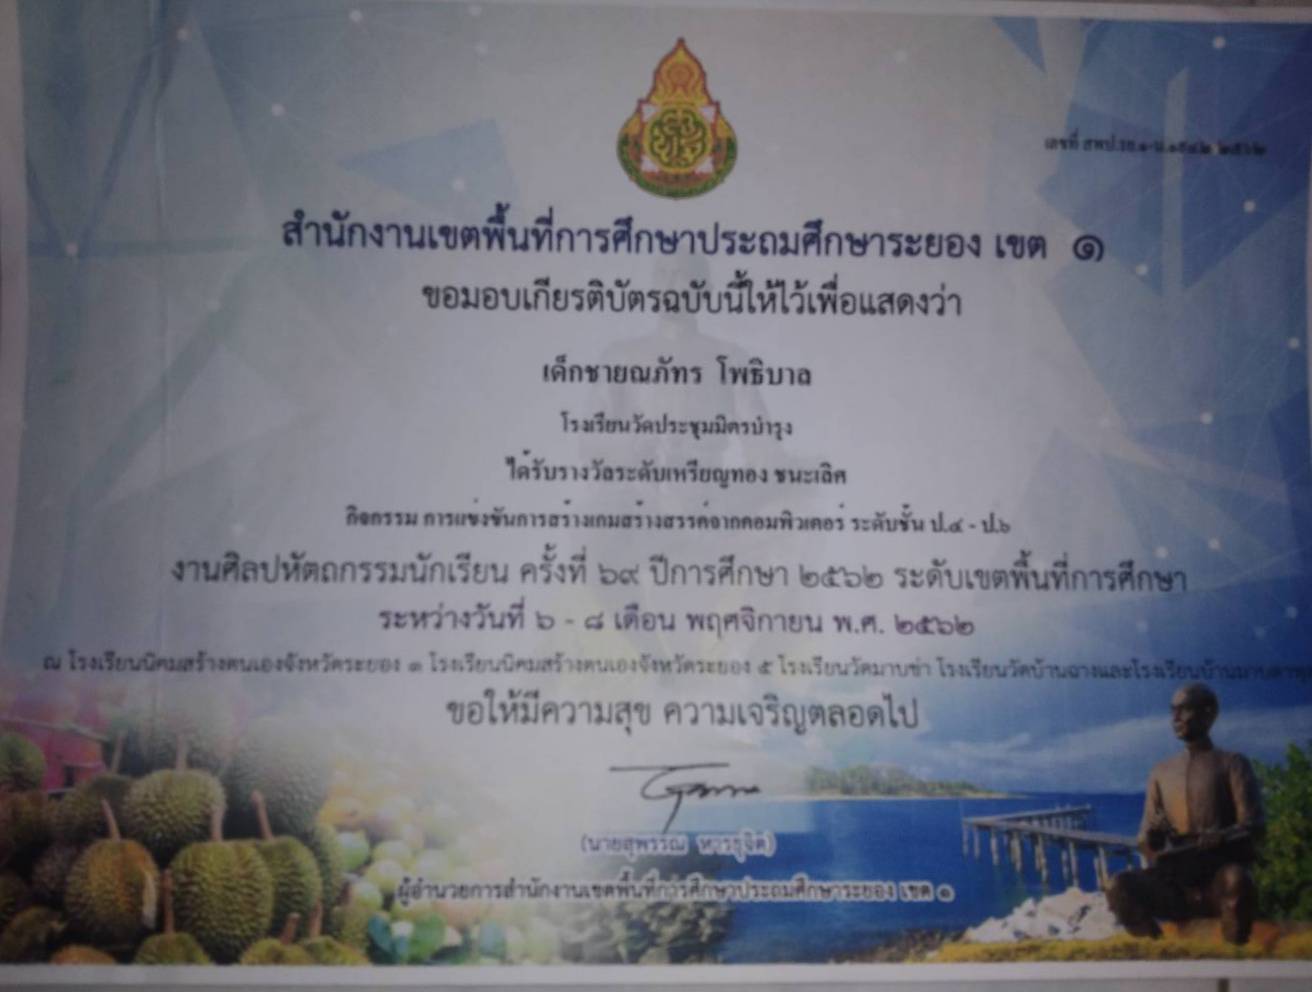 เลขที่ สพป.รย.๑-น.๑๕๔๒/๒๕๖๒
สำนักงานเขตพื้นที่การศึกษาประถมศึกษาระยอง เขต ๑
ขอมอบเกียรติบัตรฉบับนี้ให้ไว้เพื่อแสดงว่า
เด็กชายณภัทร โพธิบาล
โรงเรียนวัดประชุมมิตรบำรุง
ได้รับรางวัลระดับเหรียญทอง ชนะเลิศ
กิจกรรม การแข่งขันการสร้างเกมสร้างสรรค์จากคอมพิวเตอร์ ระดับชั้น ป.๔ - ป.๖
งานศิลปหัตถกรรมนักเรียน ครั้งที่ ๖๙ ปีการศึกษา ๒๕๖๒ ระดับเขตพื้นที่การศึกษา
ระหว่างวันที่ ๖ - ๘ เดือน พฤศจิกายน พ.ศ. ๒๕๖๒
ณ โรงเรียนนิคมสร้างตนเองจังหวัดระยอง ๑ โรงเรียนนิคมสร้างตนเองจังหวัดระยอง ๕ โรงเรียนวัดมาบข่า โรงเรียนวัดบ้านฉางและโรงเรียนบ้านมาบตาพุด
ขอให้มีความสุข ความเจริญตลอดไป
(นายสุพรรณ
ผู้อำนวยการสำนักงานเขตพื้นที่การศึกษาประถมศึกษาระยอง เขต ๑